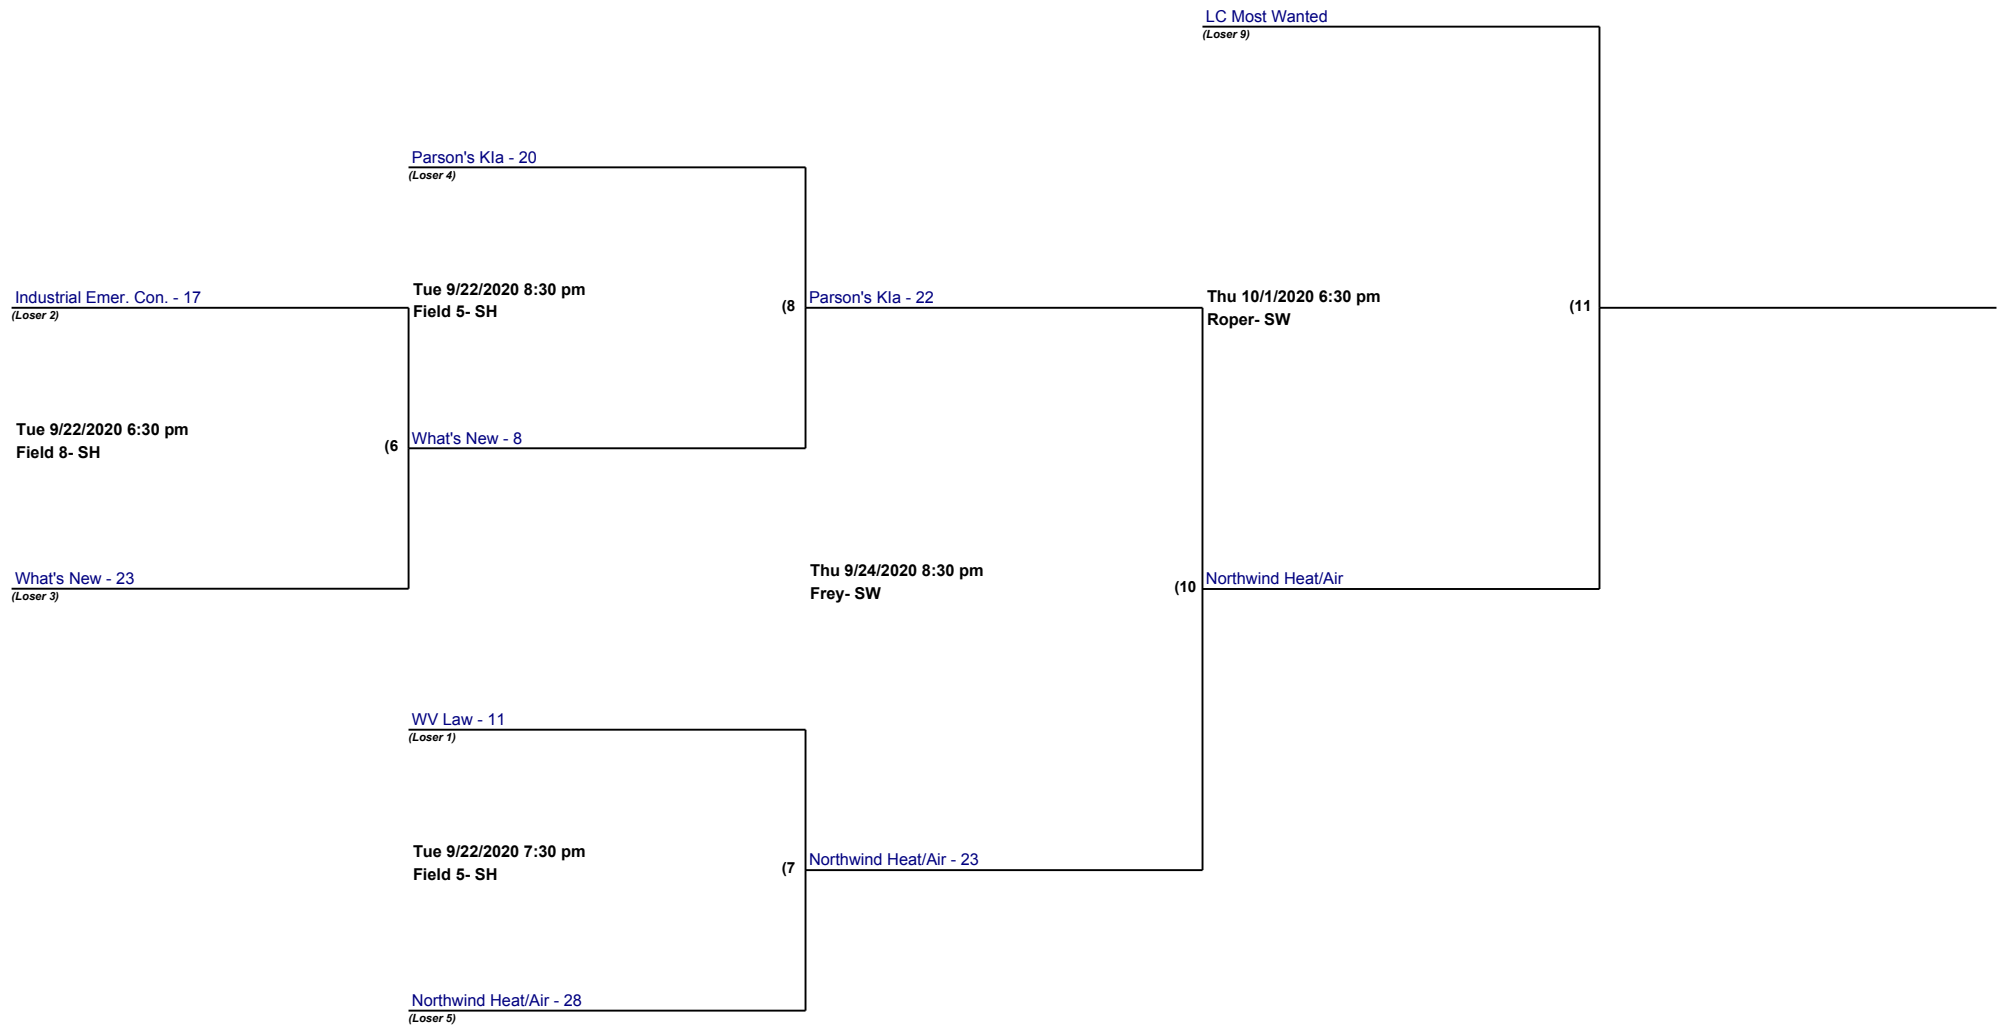 LC Most Wanted
(Loser 9)
Parson's KIa - 20
(Loser 4)
Tue 9/22/2020 8:30 pm
Field 5- SH
(8
Industrial Emer. Con. - 17
(Loser 2)
Parson's KIa - 22
Thu 10/1/2020 6:30 pm
Roper- SW
(11
Tue 9/22/2020 6:30 pm
Field 8- SH
(6
What's New - 8
What's New - 23
(Loser 3)
Thu 9/24/2020 8:30 pm
Frey- SW
(10
Northwind Heat/Air
WV Law - 11
(Loser 1)
Tue 9/22/2020 7:30 pm
Field 5- SH
(7
Northwind Heat/Air - 23
Northwind Heat/Air - 28
(Loser 5)